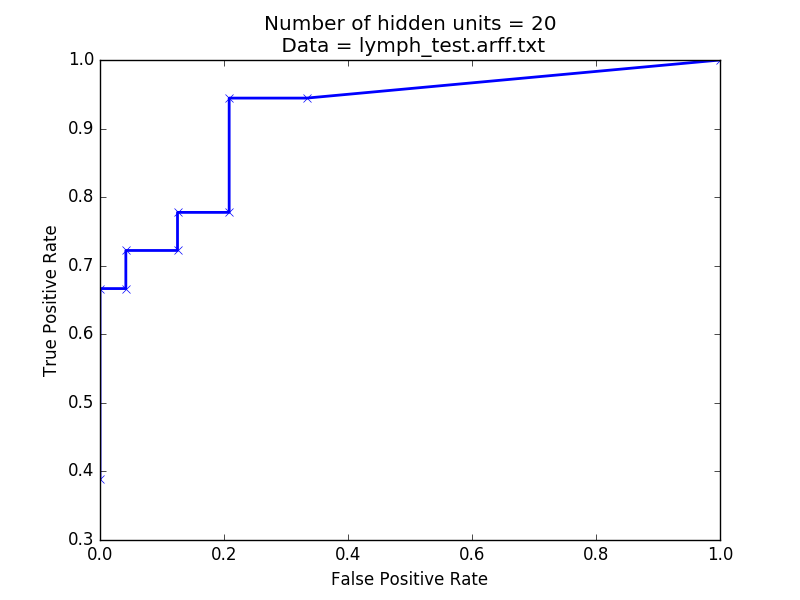 Number of hidden units = 20
Data = lymph_test.arff.txt
1.0
0.9
0.8
0.7
0.6
0.5
0.4
0.3
True Positive Rate
0.0 0.2 0.4 0.6 0.8 1.0
False Positive Rate